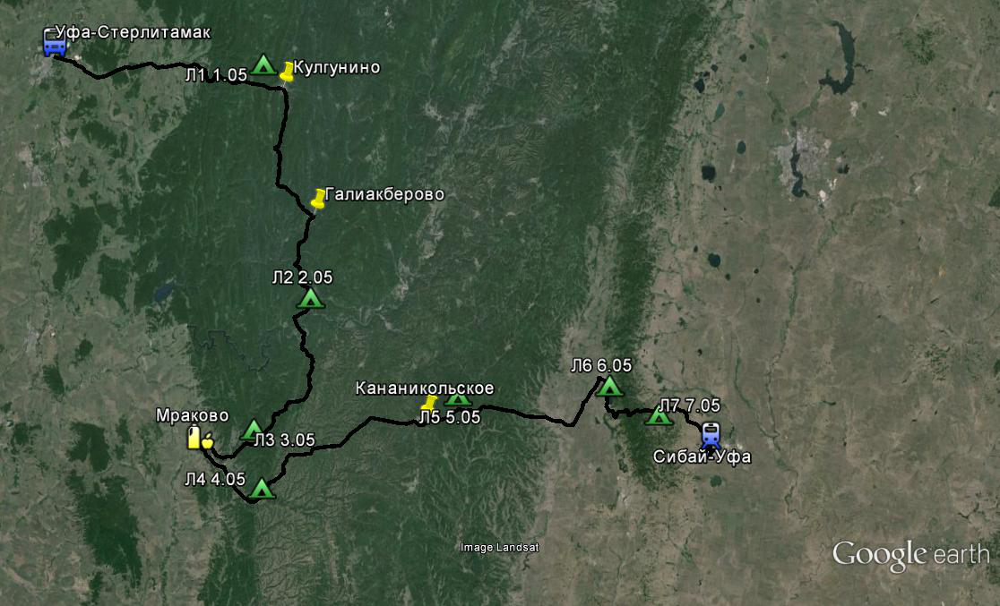 Уфа-Стерлитамак
Л1 1.05
Кулгунино
Галиакберово
Л2 2.05
Л6 6.05
Кананикольское
Л5 5.05
Л7 7.05
Мраково
Л3 3.05
Сибай-Уфа
Л4 4.05
Image Landsat
Google earth